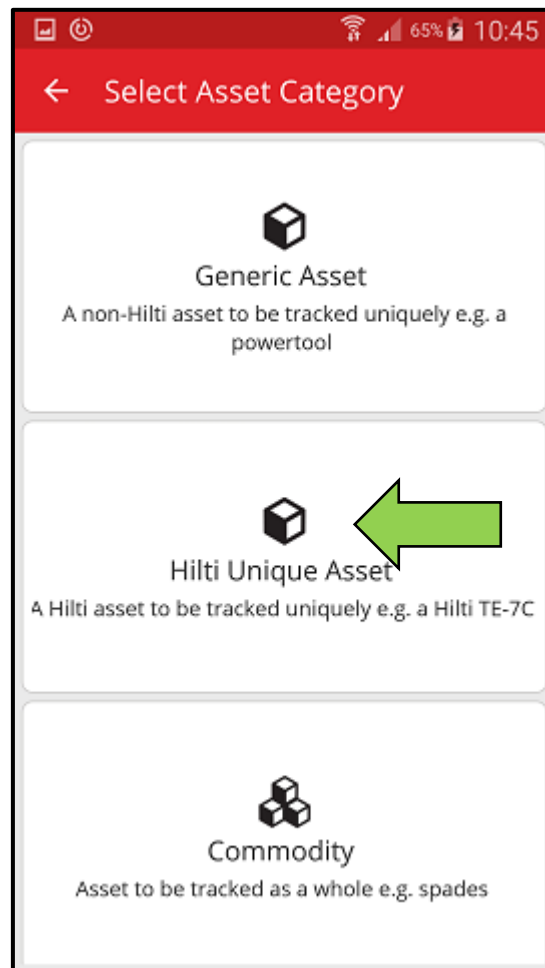 65% 10:45
Select Asset Category
Generic Asset
A non-Hilti asset to be tracked uniquely e.g. a
powertool
Hilti Unique Asset
A Hilti asset to be tracked uniquely e.g. a Hilti TE-7C
Commodity
Asset to be tracked as a whole e.g. spades